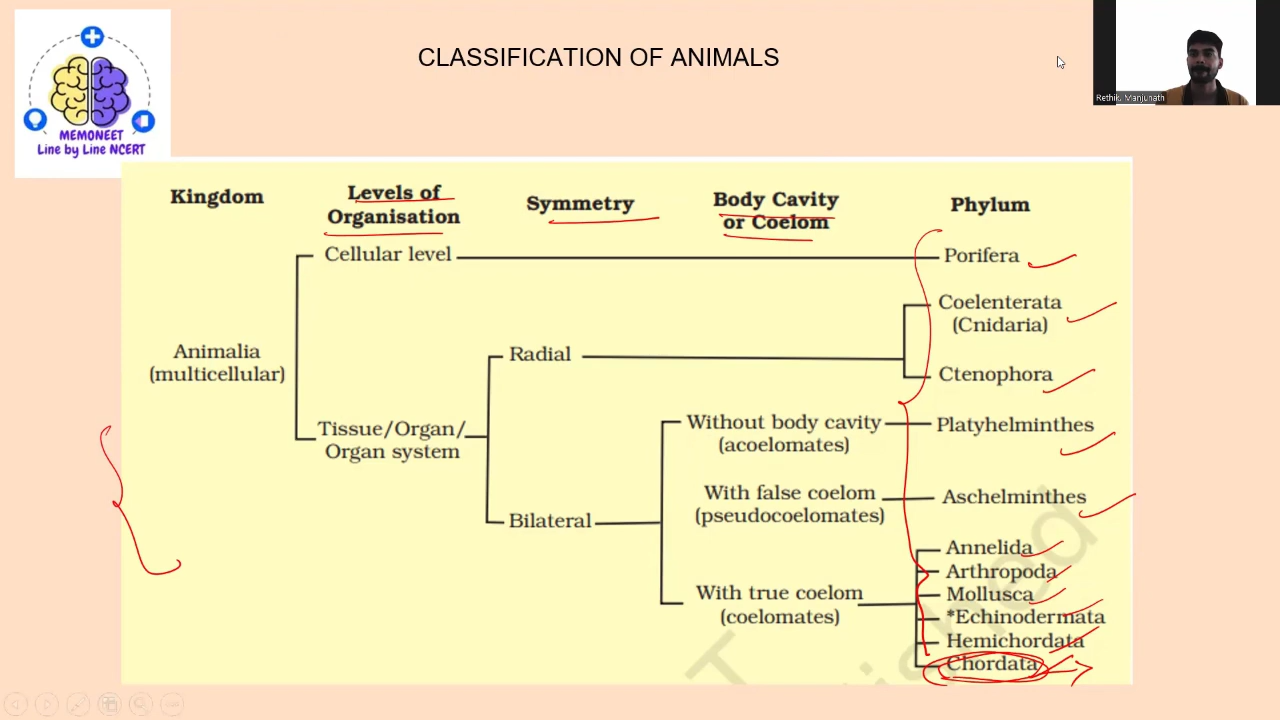 CLASSIFICATION OF ANIMALS
Rethik Manjunath
MEMONEET
Line by Line NCERT
Kingdom
Levels of
Organisation
Symmetry
Body Cavity
or Coelom
Phylum
Cellular level
Porifera
Coelenterata
(Cnidaria)
Animalia
(multicellular)
Radial
Ctenophora
Tissue/Organ/
Organ system
Without body cavity
(acoelomates)
Platyhelminthes
With false coelom
(pseudocoelomates)
Aschelminthes
Bilateral
With true coelom
(coelomates)
Annelida
Arthropoda
Mollusca
*Echinodermata
Hemichordata
Chordata